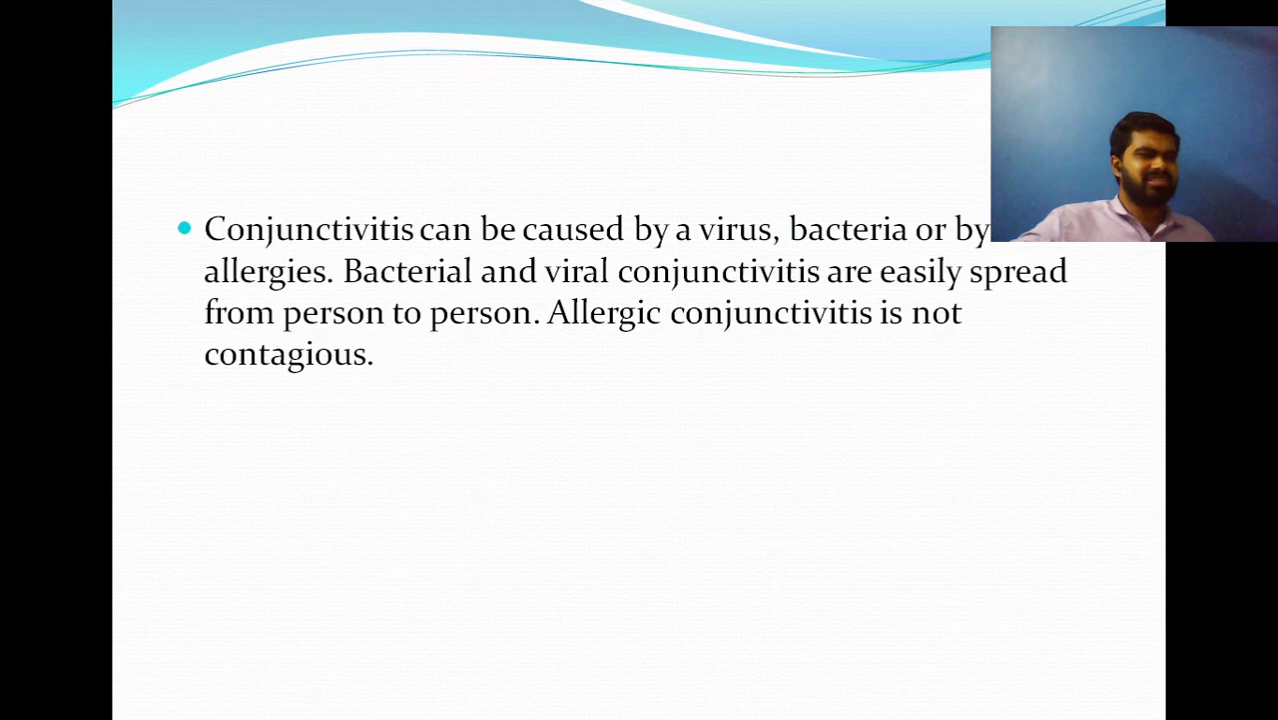 Conjunctivitis can be caused by a virus, bacteria or by
allergies. Bacterial and viral conjunctivitis are easily spread
from person to person. Allergic conjunctivitis is not
contagious.